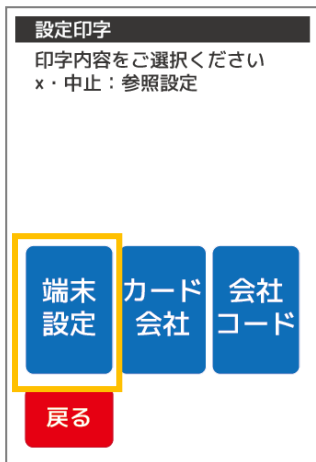 設定印字
印字内容をご選択ください
x・中止：参照設定
端末
設定
カード
会社
会社
コード
戻る